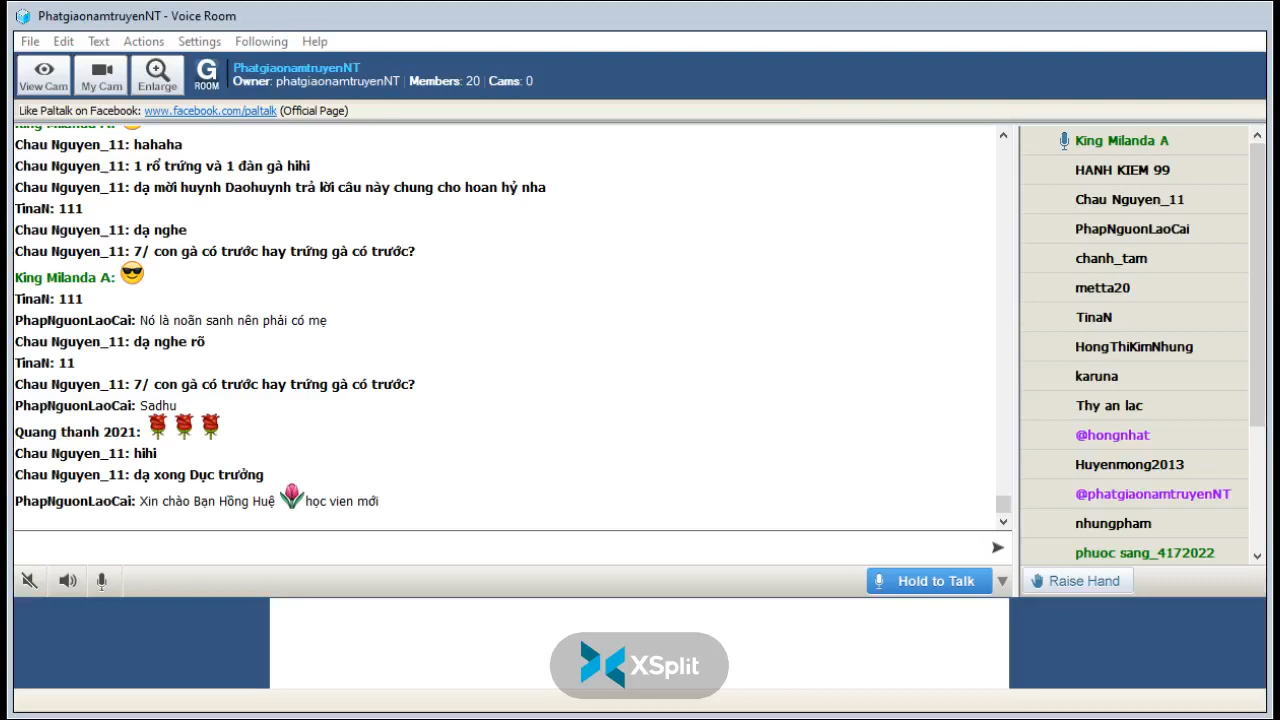 PhatgiaonamtruyenNT - Voice Room
File Edit Text Actions Settings Following Help
View Cam My Cam Enlarge G ROOM
PhatgiaonamtruyenNT
Owner: phatgiaonamtruyenNT | Members: 20 | Cams: 0
Like Paltalk on Facebook: www.facebook.com/paltalk (Official Page)
King Milanda A:
Chau Nguyen_11: hahaha
Chau Nguyen_11: 1 rổ trứng và 1 đàn gà hihi
Chau Nguyen_11: dạ mời huynh Daohuynh trả lời câu này chung cho hoan hỷ nha
TinaN: 111
Chau Nguyen_11: dạ nghe
Chau Nguyen_11: 7/ con gà có trước hay trứng gà có trước?
King Milanda A:
TinaN: 111
PhapNguonLaoCai: Nó là noãn sanh nên phải có mẹ
Chau Nguyen_11: dạ nghe rõ
TinaN: 11
Chau Nguyen_11: 7/ con gà có trước hay trứng gà có trước?
PhapNguonLaoCai: Sadhu
Quang thanh 2021:
Chau Nguyen_11: hihi
Chau Nguyen_11: dạ xong Dục trưởng
PhapNguonLaoCai: Xin chào Bạn Hồng Huệ học vien mới
King Milanda A
HANH KIEM 99
Chau Nguyen_11
PhapNguonLaoCai
chanh_tam
metta20
TinaN
HongThiKimNhung
karuna
Thy an lac
@hongnhat
Huyenmong2013
@phatgiaonamtruyenNT
nhungpham
phuoc sang_4172022
Hold to Talk
Raise Hand
XSplit